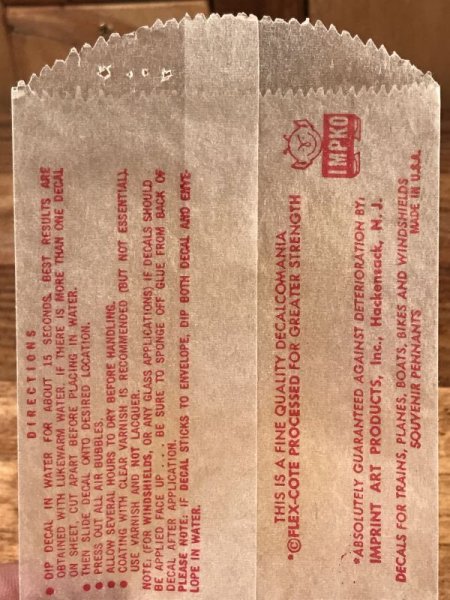 DIRECTIONS
• DIP DECAL IN WATER FOR ABOUT 15 SECONDS. BEST RESULTS ARE
OBTAINED WITH LUKEWARM WATER. IF THERE IS MORE THAN ONE DECAL
ON SHEET, CUT APART BEFORE PLACING IN WATER.
• THEN SLIDE DECAL ONTO DESIRED LOCATION.
• PRESS OUT ALL AIR BUBBLES.
• ALLOW SEVERAL HOURS TO DRY BEFORE HANDLING.
• COATING WITH CLEAR VARNISH IS RECOMMENDED (BUT NOT ESSENTIAL).
USE VARNISH AND NOT LACQUER.
NOTE: (FOR WINDSHIELDS, OR ANY GLASS APPLICATIONS) IF DECALS SHOULD
BE APPLIED FACE UP . . . . BE SURE TO SPONGE OFF GLUE FROM BACK OF
DECAL AFTER APPLICATION.
PLEASE NOTE: IF DECAL STICKS TO ENVELOPE, DIP BOTH DECAL AND ENVE-
LOPE IN WATER.
IMPKO
THIS IS A FINE QUALITY DECALCOMANIA
*©FLEX-COTE PROCESSED FOR GREATER STRENGTH
*ABSOLUTELY GUARANTEED AGAINST DETERIORATION BY:
IMPRINT ART PRODUCTS, Inc., Hackensack, N. J.
DECALS FOR TRAINS, PLANES, BOATS, BIKES AND WINDSHIELDS
SOUVENIR PENNANTS
MADE IN U.S.A.